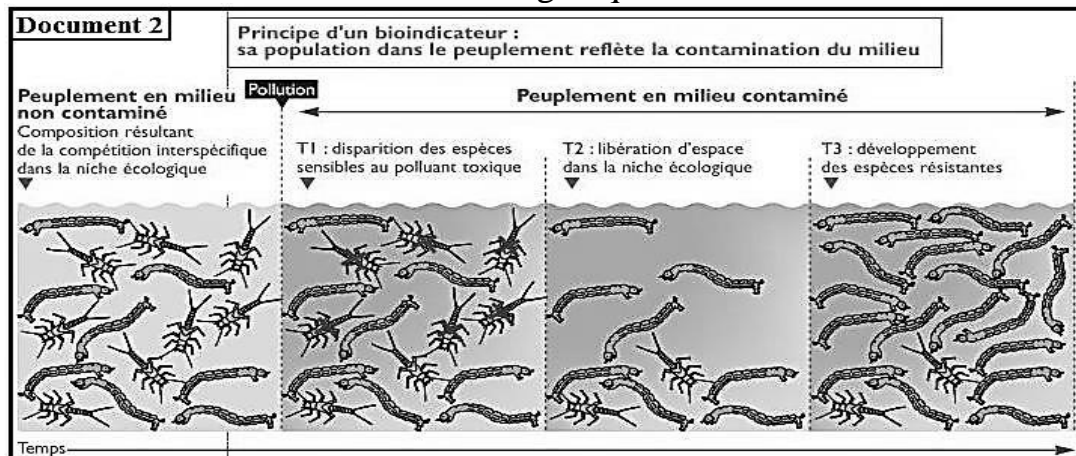 Document 2
Principe d'un bioindicateur :
sa population dans le peuplement reflète la contamination du milieu
Peuplement en milieu
non contaminé
Composition résultant
de la compétition interspécifique
dans la niche écologique
Pollution
Peuplement en milieu contaminé
T1 : disparition des espèces
sensibles au polluant toxique
T2 : libération d'espace
dans la niche écologique
T3 : développement
des espèces résistantes
Temps